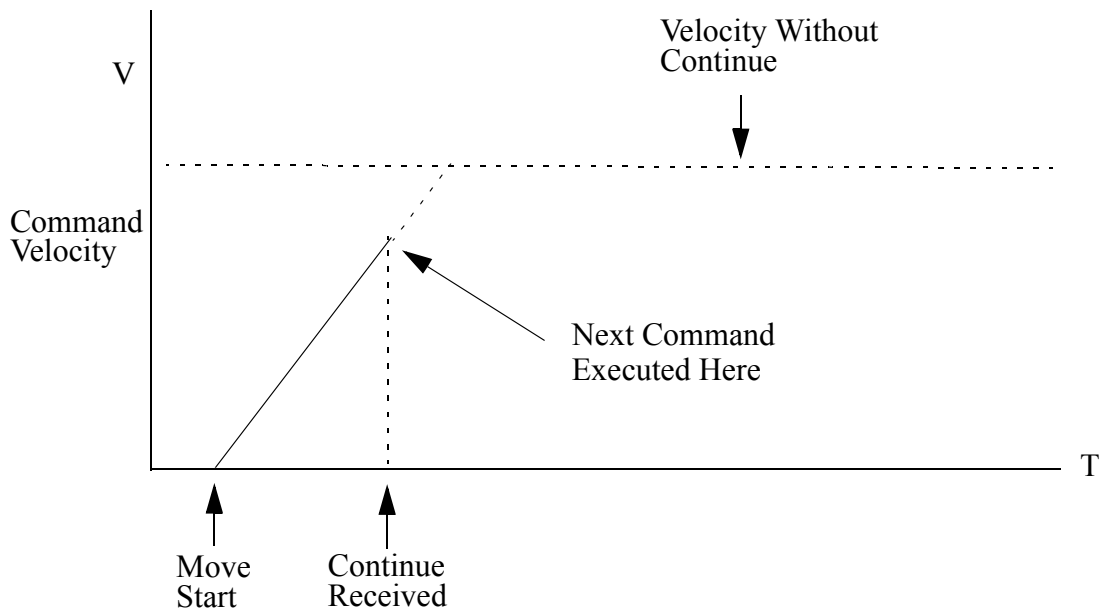 Velocity Without
Continue
V
Command
Velocity
Next Command
Executed Here
T
Move
Start
Continue
Received